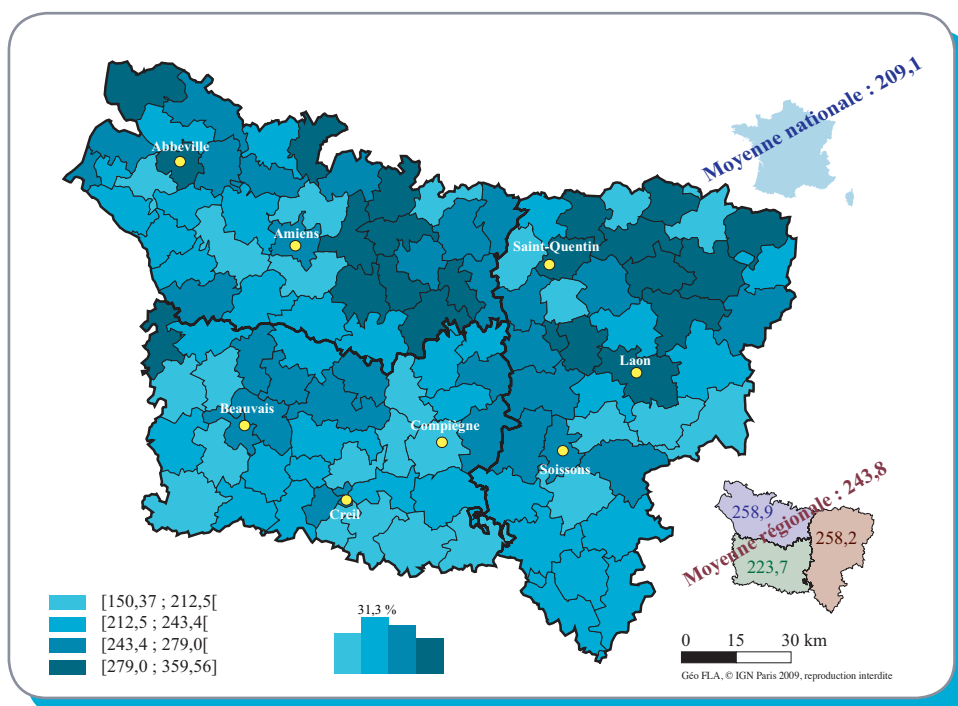 Moyenne nationale : 209,1
Abbeville
Amiens
Saint-Quentin
Laon
Beauvais
Compiègne
Soissons
Creil
Moyenne régionale : 243,8
258,9
258,2
223,7
[150,37 ; 212,5[
[212,5 ; 243,4[
[243,4 ; 279,0[
[279,0 ; 359,56]
31,3 %
0 15 30 km
Géo FLA, © IGN Paris 2009, reproduction interdite